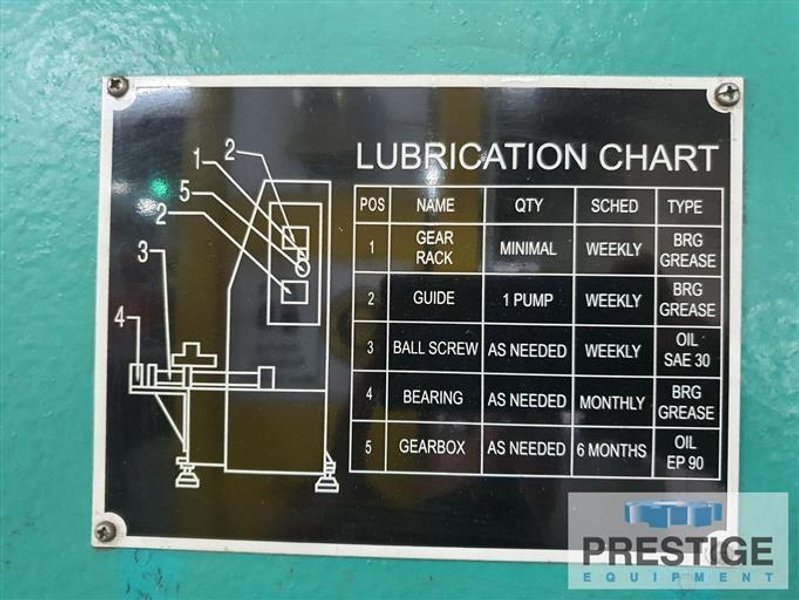 LUBRICATION CHART
POS NAME QTY SCHED TYPE
1 GEAR RACK MINIMAL WEEKLY BRG GREASE
2 GUIDE 1 PUMP WEEKLY BRG GREASE
3 BALL SCREW AS NEEDED WEEKLY OIL SAE 30
4 BEARING AS NEEDED MONTHLY BRG GREASE
5 GEARBOX AS NEEDED 6 MONTHS OIL EP 90
1
2
5
2
3
4
PRESTIGE
EQUIPMENT